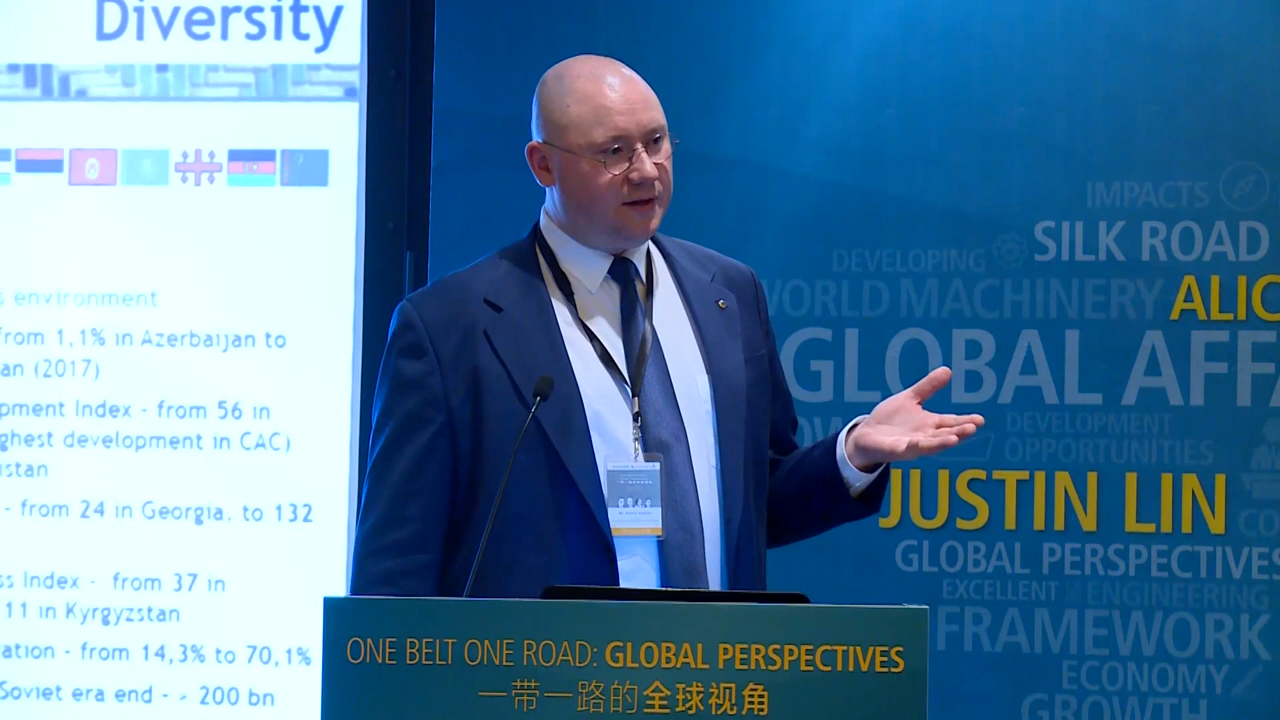 Diversity
s environment
from 1,1% in Azerbaijan to
an (2017)
pment Index - from 56 in
ghest development in CAC)
istan
- from 24 in Georgia, to 132
ss Index - from 37 in
11 in Kyrgyzstan
ation - from 14,3% to 70,1%
Soviet era end - > 200 bn
IMPACTS
SILK ROAD
DEVELOPING
WORLD MACHINERY ALIC
GLOBAL AFFA
DEVELOPMENT
OPPORTUNITIES
JUSTIN LIN
CO
GLOBAL PERSPECTIVES
EXCELLENT ENGINEERING
FRAMEWORK
ECONOMY
GROWTH
ONE BELT ONE ROAD: GLOBAL PERSPECTIVES
一带一路的全球视角